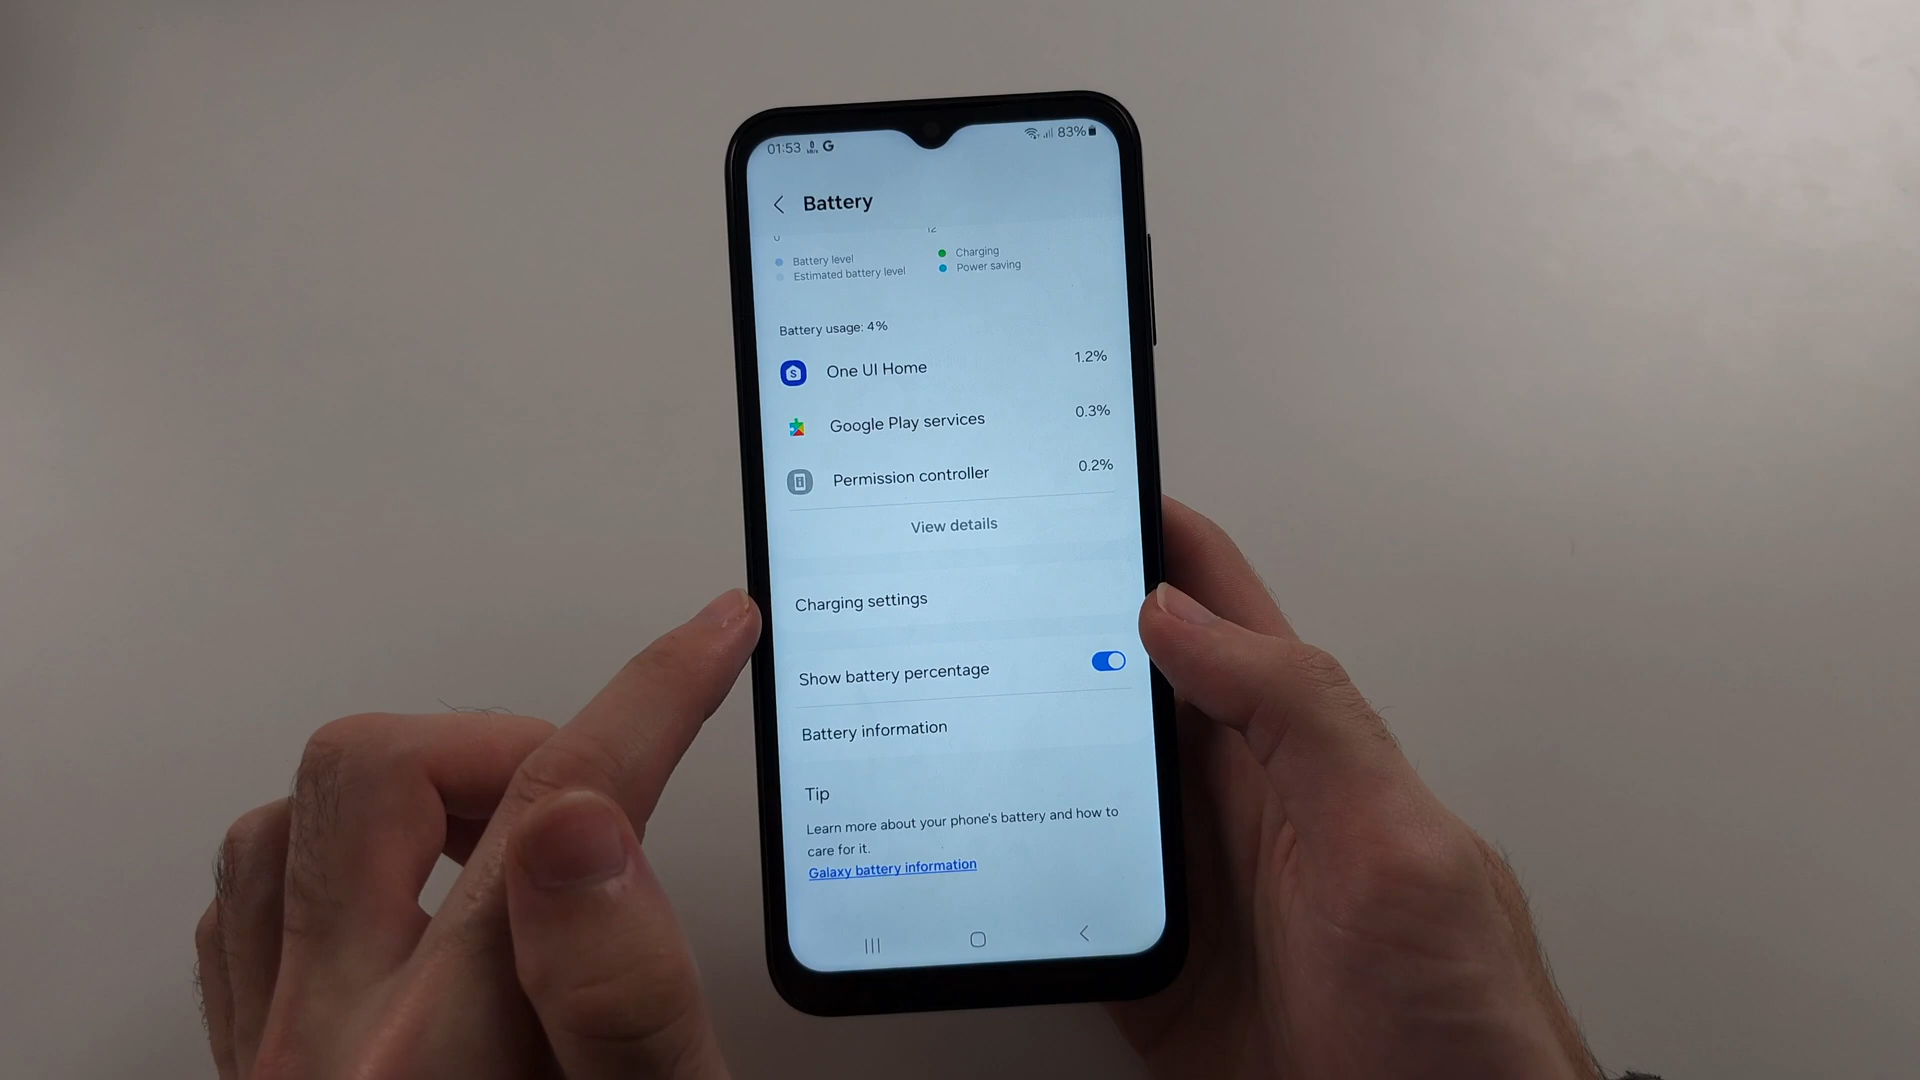 01:53 G 83%
Battery
12
Battery level
Charging
Estimated battery level
Power saving
Battery usage: 4%
One UI Home 1.2%
Google Play services 0.3%
Permission controller 0.2%
View details
Charging settings
Show battery percentage
Battery information
Tip
Learn more about your phone's battery and how to
care for it.
Galaxy battery information